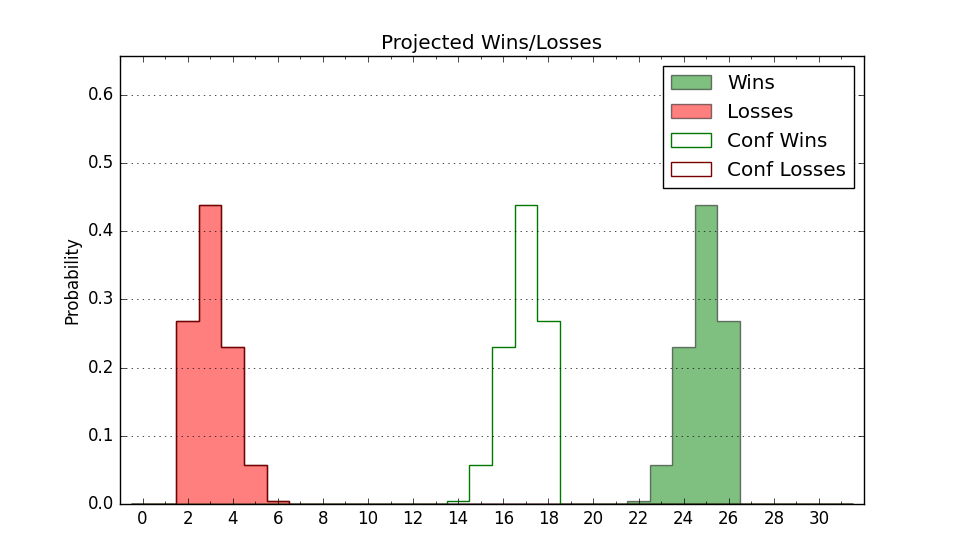 Projected Wins/Losses
Wins
Losses
Conf Wins
Conf Losses
Probability
0.6
0.5
0.4
0.3
0.2
0.1
0.0
0 2 4 6 8 10 12 14 16 18 20 22 24 26 28 30